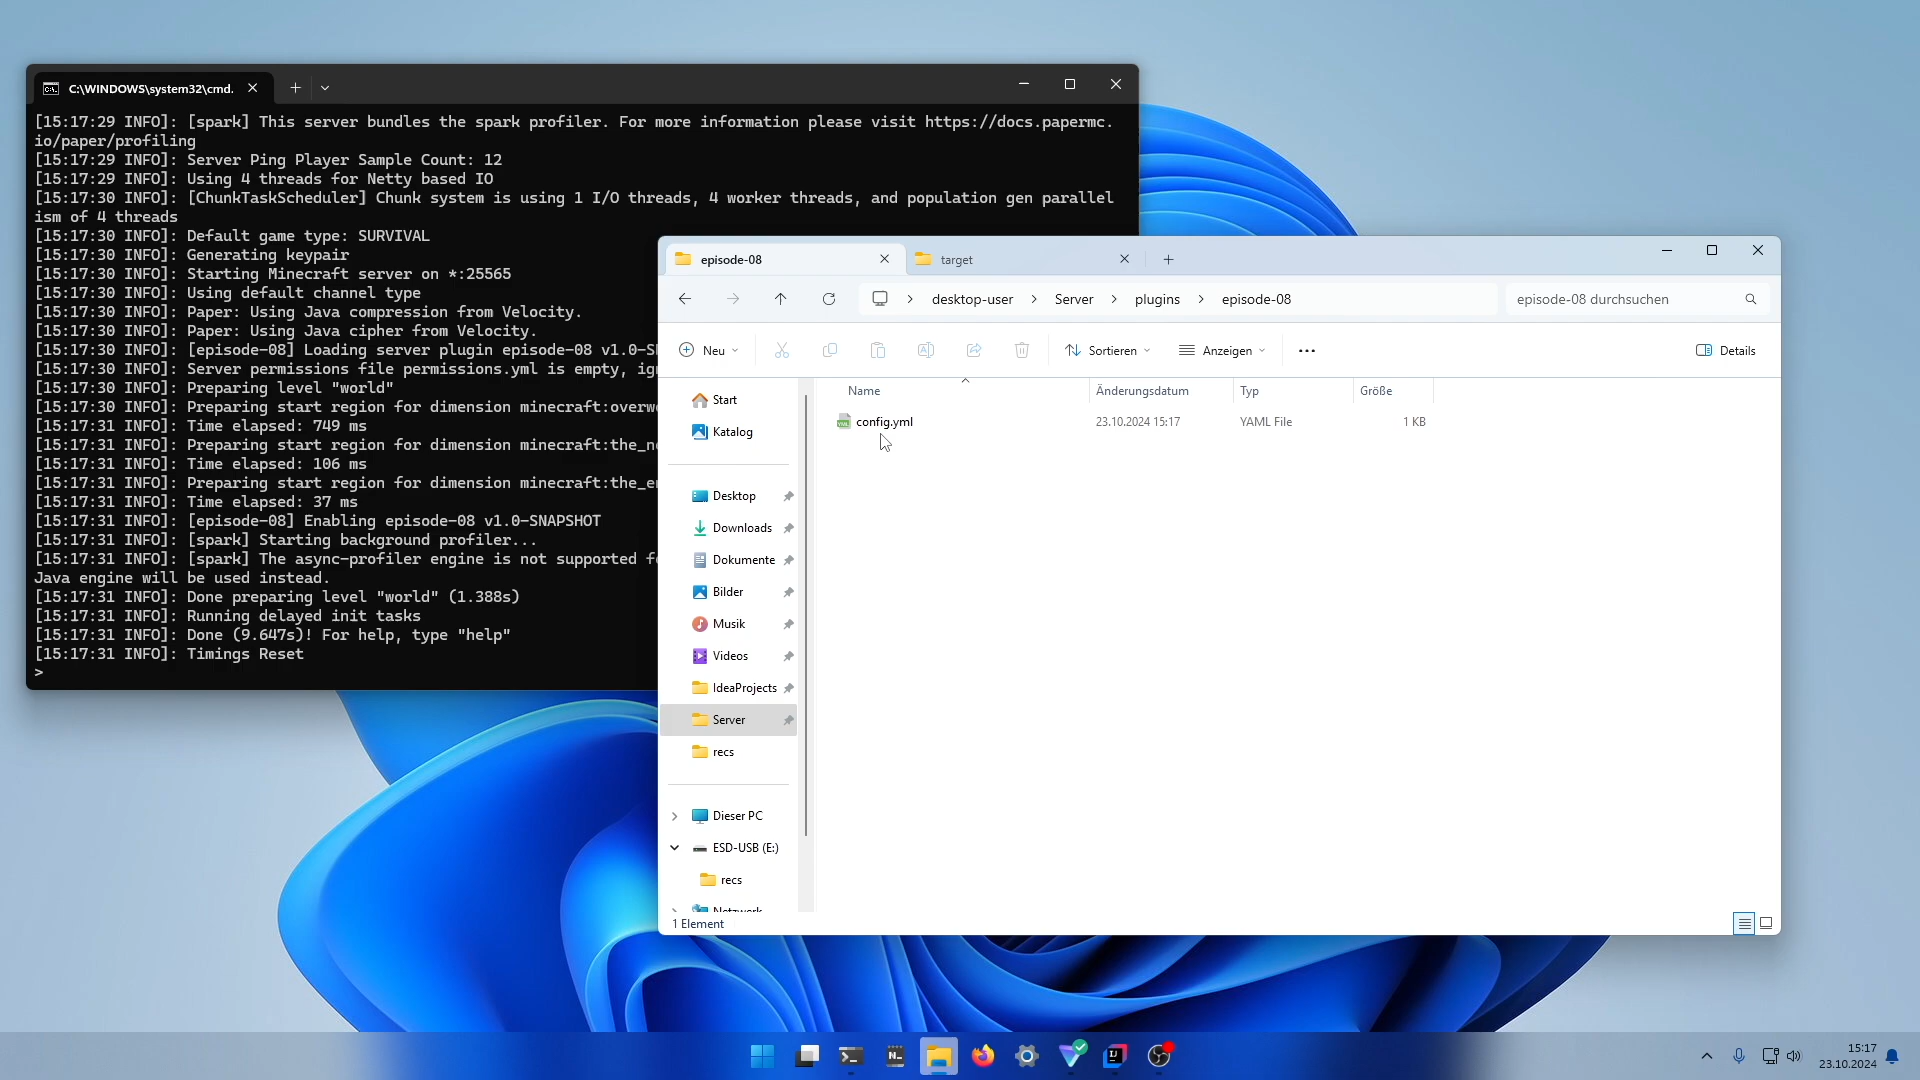 C:\WINDOWS\system32\cmd.
[15:17:29 INFO]: [spark] This server bundles the spark profiler. For more information please visit https://docs.papermc.
io/paper/profiling
[15:17:29 INFO]: Server Ping Player Sample Count: 12
[15:17:29 INFO]: Using 4 threads for Netty based IO
[15:17:30 INFO]: [ChunkTaskScheduler] Chunk system is using 1 I/O threads, 4 worker threads, and population gen parallel
ism of 4 threads
[15:17:30 INFO]: Default game type: SURVIVAL
[15:17:30 INFO]: Generating keypair
[15:17:30 INFO]: Starting Minecraft server on *:25565
[15:17:30 INFO]: Using default channel type
[15:17:30 INFO]: Paper: Using Java compression from Velocity.
[15:17:30 INFO]: Paper: Using Java cipher from Velocity.
[15:17:30 INFO]: [episode-08] Loading server plugin episode-08 v1.0-S
[15:17:30 INFO]: Server permissions file permissions.yml is empty, ig
[15:17:30 INFO]: Preparing level "world"
[15:17:30 INFO]: Preparing start region for dimension minecraft:overw
[15:17:31 INFO]: Time elapsed: 749 ms
[15:17:31 INFO]: Preparing start region for dimension minecraft:the_n
[15:17:31 INFO]: Time elapsed: 106 ms
[15:17:31 INFO]: Preparing start region for dimension minecraft:the_e
[15:17:31 INFO]: Time elapsed: 37 ms
[15:17:31 INFO]: [episode-08] Enabling episode-08 v1.0-SNAPSHOT
[15:17:31 INFO]: [spark] Starting background profiler...
[15:17:31 INFO]: [spark] The async-profiler engine is not supported f
Java engine will be used instead.
[15:17:31 INFO]: Done preparing level "world" (1.388s)
[15:17:31 INFO]: Running delayed init tasks
[15:17:31 INFO]: Done (9.647s)! For help, type "help"
[15:17:31 INFO]: Timings Reset
>
episode-08
target
desktop-user > Server > plugins > episode-08
episode-08 durchsuchen
Neu
Sortieren
Anzeigen
Details
Start
Katalog
Desktop
Downloads
Dokumente
Bilder
Musik
Videos
IdeaProjects
Server
recs
Dieser PC
ESD-USB (E:)
recs
Netzwerk
Name Änderungsdatum Typ Größe
config.yml 23.10.2024 15:17 YAML File 1 KB
1 Element
15:17
23.10.2024